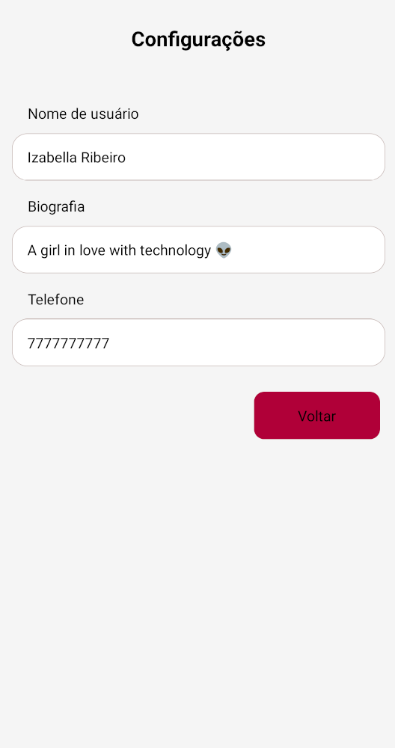 Configurações
Nome de usuário
Izabella Ribeiro
Biografia
A girl in love with technology 👽
Telefone
7777777777
Voltar